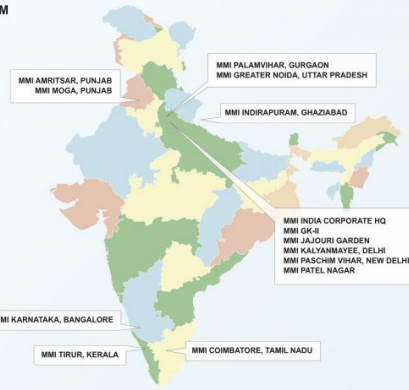 M
MMI PALAMVIHAR, GURGAON
MMI GREATER NOIDA, UTTAR PRADESH
MMI AMRITSAR, PUNJAB
MMI MOGA, PUNJAB
MMI INDIRAPURAM, GHAZIABAD
MMI INDIA CORPORATE HQ
MMI GK-II
MMI JAJOURI GARDEN
MMI KALYANMAYEE, DELHI
MMI PASCHIM VIHAR, NEW DELHI
MMI PATEL NAGAR
MI KARNATAKA, BANGALORE
MMI TIRUR, KERALA
MMI COIMBATORE, TAMIL NADU